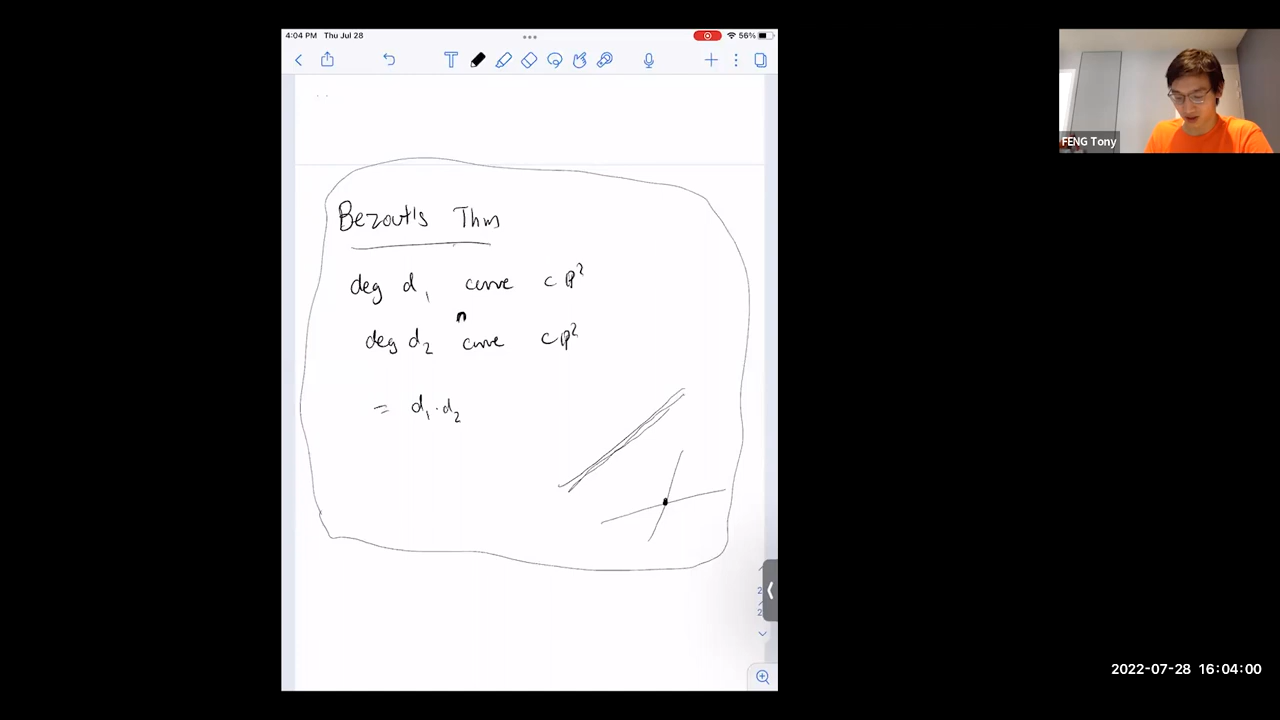 4:04 PM Thu Jul 28
56%
FENG Tony
Bezout's Thm
deg d₁ curve ⊂ ℙ²
∩
deg d₂ curve ⊂ ℙ²
= d₁·d₂
2022-07-28 16:04:00